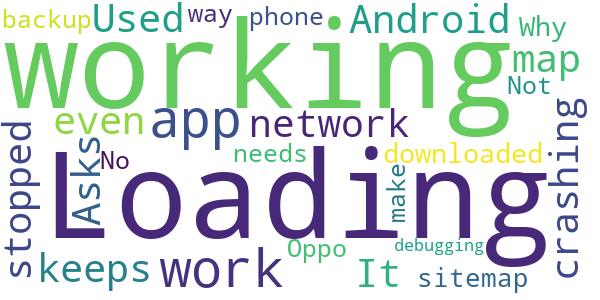 backup Used way phone Android Why
working
map
Not
even app network
stopped Asks No needs downloaded crashing
Loading
make
keeps work Oppo It debugging sitemap